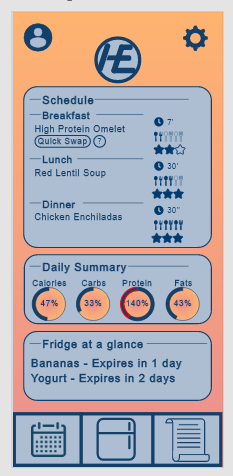 HE
Schedule
Breakfast
7'
High Protein Omelet
Quick Swap ?
Lunch
30'
Red Lentil Soup
Dinner
30"
Chicken Enchiladas
Daily Summary
Calories Carbs Protein Fats
47% 33% 140% 43%
Fridge at a glance
Bananas - Expires in 1 day
Yogurt - Expires in 2 days